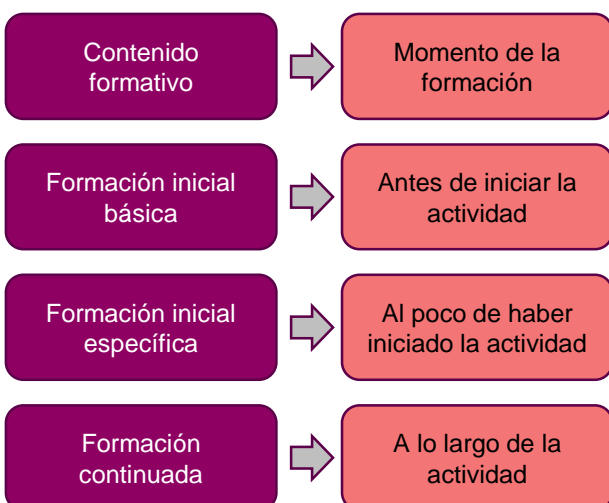 Contenido
formativo
Momento de la
formación
Formación inicial
básica
Antes de iniciar la
actividad
Formación inicial
específica
Al poco de haber
iniciado la actividad
Formación
continuada
A lo largo de la
actividad